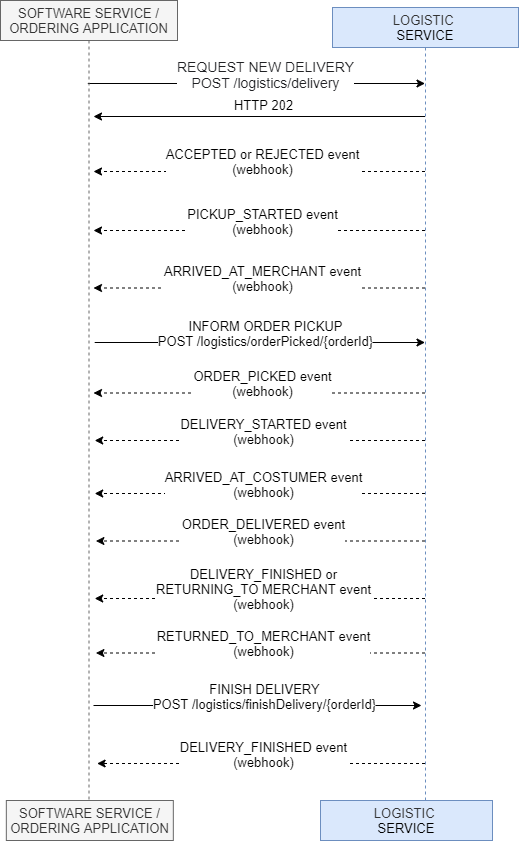 SOFTWARE SERVICE /
ORDERING APPLICATION
LOGISTIC
SERVICE
REQUEST NEW DELIVERY
POST /logistics/delivery
HTTP 202
ACCEPTED or REJECTED event
(webhook)
PICKUP_STARTED event
(webhook)
ARRIVED_AT_MERCHANT event
(webhook)
INFORM ORDER PICKUP
POST /logistics/orderPicked/{orderId}
ORDER_PICKED event
(webhook)
DELIVERY_STARTED event
(webhook)
ARRIVED_AT_COSTUMER event
(webhook)
ORDER_DELIVERED event
(webhook)
DELIVERY_FINISHED or
RETURNING_TO MERCHANT event
(webhook)
RETURNED_TO_MERCHANT event
(webhook)
FINISH DELIVERY
POST /logistics/finishDelivery/{orderId}
DELIVERY_FINISHED event
(webhook)
SOFTWARE SERVICE /
ORDERING APPLICATION
LOGISTIC
SERVICE